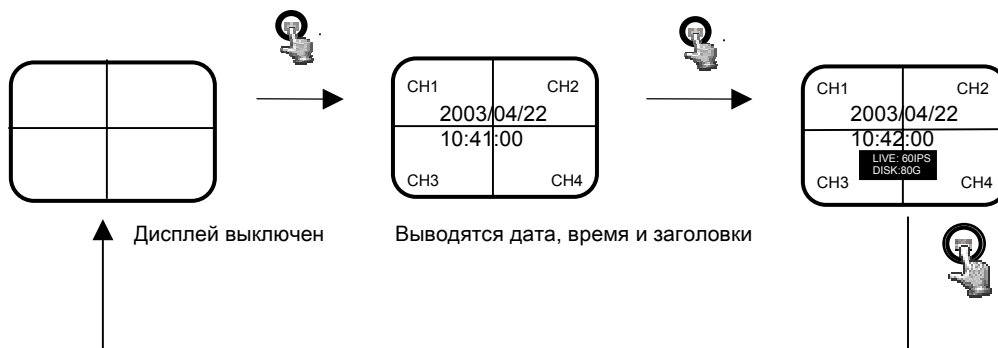 CH1 CH2
2003/04/22
10:41:00
CH3 CH4
CH1 CH2
2003/04/22
10:42:00
LIVE: 60IPS
DISK:80G
CH3 CH4
Дисплей выключен
Выводятся дата, время и заголовки